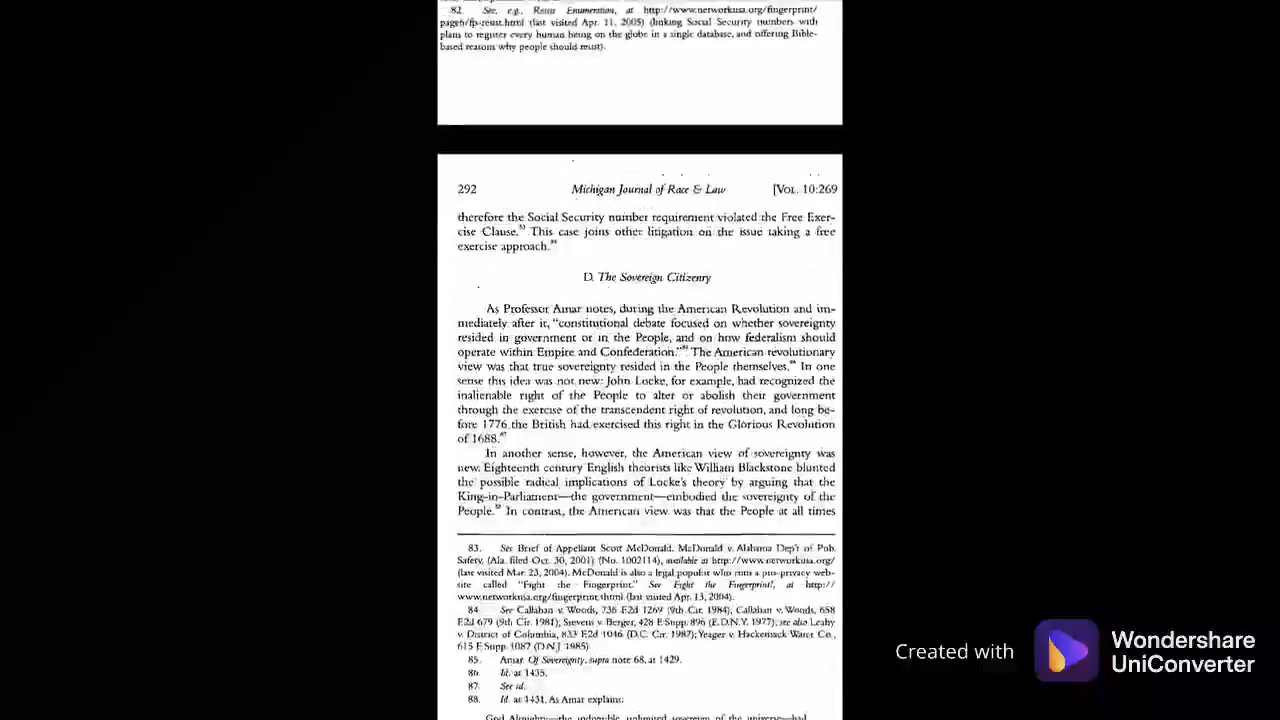 82. See, e.g., Resist Enumeration, at http://www.networkusa.org/fingerprint/
page6/fp-resist.html (last visited Apr. 11, 2005) (linking Social Security numbers with
plans to register every human being on the globe in a single database, and offering Bible-
based reasons why people should resist).
292 Michigan Journal of Race & Law [VOL. 10:269
therefore the Social Security number requirement violated the Free Exer-
cise Clause.83 This case joins other litigation on the issue taking a free
exercise approach.84
D. The Sovereign Citizenry
As Professor Amar notes, during the American Revolution and im-
mediately after it, "constitutional debate focused on whether sovereignty
resided in government or in the People, and on how federalism should
operate within Empire and Confederation."85 The American revolutionary
view was that true sovereignty resided in the People themselves.86 In one
sense this idea was not new: John Locke, for example, had recognized the
inalienable right of the People to alter or abolish their government
through the exercise of the transcendent right of revolution, and long be-
fore 1776 the British had exercised this right in the Glorious Revolution
of 1688.87
In another sense, however, the American view of sovereignty was
new. Eighteenth century English theorists like William Blackstone blunted
the possible radical implications of Locke's theory by arguing that the
King-in-Parliament—the government—embodied the sovereignty of the
People.88 In contrast, the American view was that the People at all times
83. See Brief of Appellant Scott McDonald, McDonald v. Alabama Dep't of Pub.
Safety, (Ala. filed Oct. 30, 2001) (No. 1002114), available at http://www.networkusa.org/
(last visited Mar. 23, 2004). McDonald is also a legal populist who runs a pro-privacy web-
site called "Fight the Fingerprint." See Fight the Fingerprint!, at http://
www.networkusa.org/fingerprint.shtml (last visited Apr. 13, 2004).
84. See Callahan v. Woods, 736 F.2d 1269 (9th Cir. 1984); Callahan v. Woods, 658
F.2d 679 (9th Cir. 1981); Stevens v. Berger, 428 F. Supp. 896 (E.D.N.Y. 1977); see also Leahy
v. District of Columbia, 833 F.2d 1046 (D.C. Cir. 1987); Yeager v. Hackensack Water Co.,
615 F. Supp. 1087 (D.N.J. 1985).
85. Amar, Of Sovereignty, supra note 68, at 1429.
86. Id. at 1435.
87. See id.
88. Id. at 1431. As Amar explains:
God Almighty—the indivisible, unlimited sovereign of the universe—had
Created with
Wondershare
UniConverter